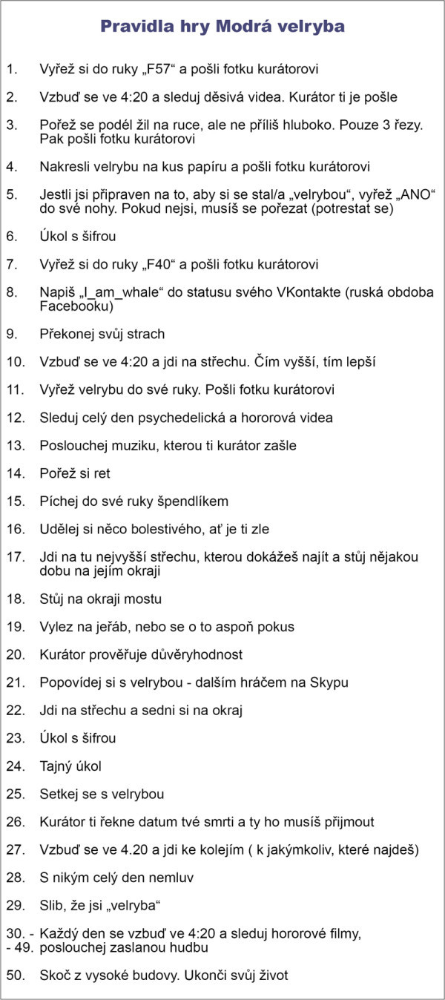 Pravidla hry Modrá velryba
1. Vyřež si do ruky „F57“ a pošli fotku kurátorovi
2. Vzbuď se ve 4:20 a sleduj děsivá videa. Kurátor ti je pošle
3. Pořež se podél žil na ruce, ale ne příliš hluboko. Pouze 3 řezy.
Pak pošli fotku kurátorovi
4. Nakresli velrybu na kus papíru a pošli fotku kurátorovi
5. Jestli jsi připraven na to, aby si se stal/a „velrybou“, vyřež „ANO“
do své nohy. Pokud nejsi, musíš se pořezat (potrestat se)
6. Úkol s šifrou
7. Vyřež si do ruky „F40“ a pošli fotku kurátorovi
8. Napiš „I_am_whale“ do statusu svého VKontakte (ruská obdoba
Facebooku)
9. Překonej svůj strach
10. Vzbuď se ve 4:20 a jdi na střechu. Čím vyšší, tím lepší
11. Vyřež velrybu do své ruky. Pošli fotku kurátorovi
12. Sleduj celý den psychedelická a hororová videa
13. Poslouchej muziku, kterou ti kurátor zašle
14. Pořež si ret
15. Píchej do své ruky špendlíkem
16. Udělej si něco bolestivého, ať je ti zle
17. Jdi na tu nejvyšší střechu, kterou dokážeš najít a stůj nějakou
dobu na jejím okraji
18. Stůj na okraji mostu
19. Vylez na jeřáb, nebo se o to aspoň pokus
20. Kurátor prověřuje důvěryhodnost
21. Popovídej si s velrybou - dalším hráčem na Skypu
22. Jdi na střechu a sedni si na okraj
23. Úkol s šifrou
24. Tajný úkol
25. Setkej se s velrybou
26. Kurátor ti řekne datum tvé smrti a ty ho musíš přijmout
27. Vzbuď se ve 4.20 a jdi ke kolejím ( k jakýmkoliv, které najdeš)
28. S nikým celý den nemluv
29. Slib, že jsi „velryba“
30. - Každý den se vzbuď ve 4:20 a sleduj hororové filmy,
- 49. poslouchej zaslanou hudbu
50. Skoč z vysoké budovy. Ukonči svůj život